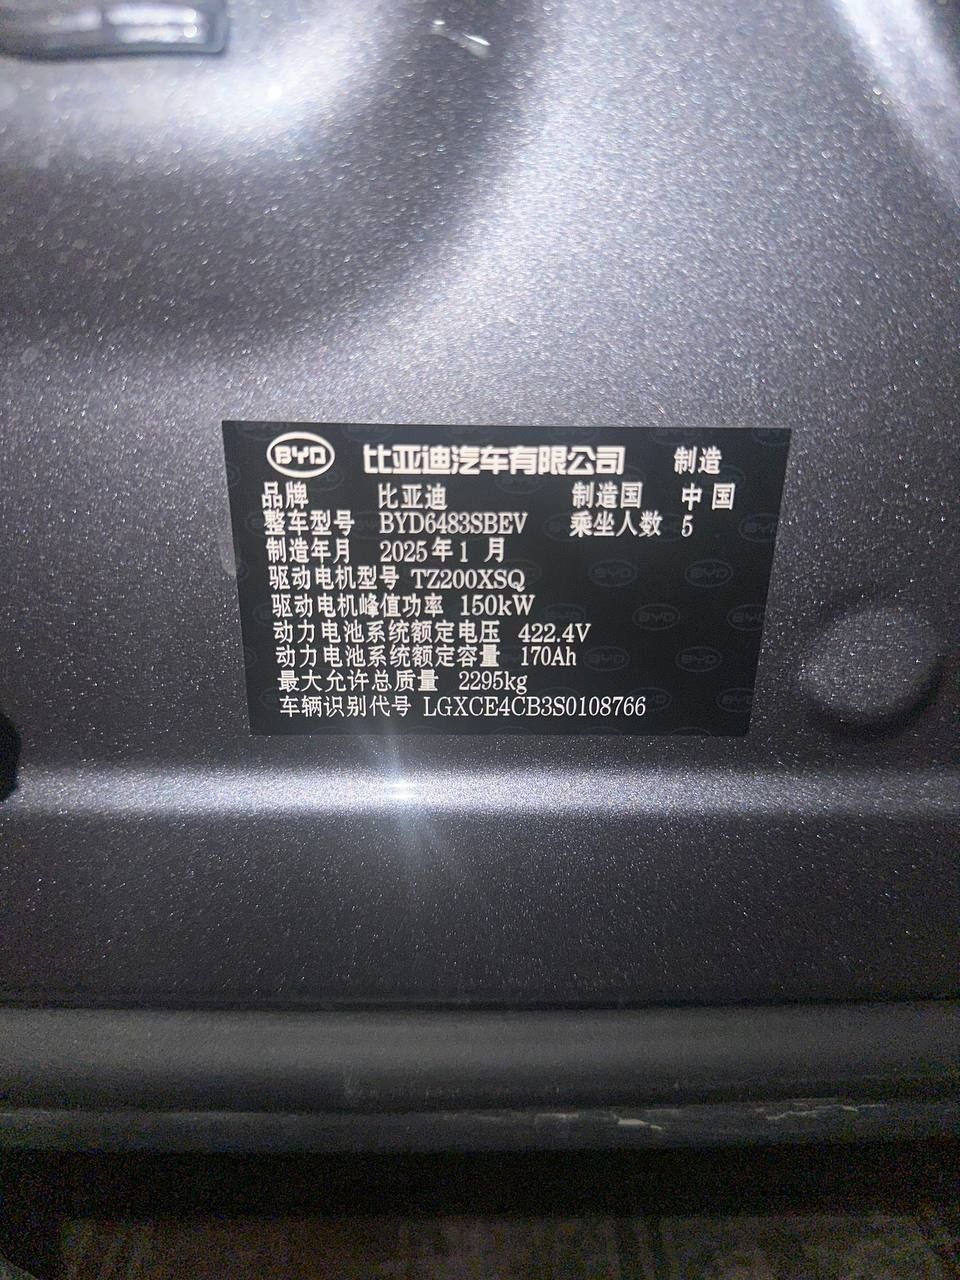 BYD 比亚迪汽车有限公司 制造
品牌 比亚迪 制造国 中国
整车型号 BYD6483SBEV 乘坐人数 5
制造年月 2025年1月
驱动电机型号 TZ200XSQ
驱动电机峰值功率 150kW
动力电池系统额定电压 422.4V
动力电池系统额定容量 170Ah
最大允许总质量 2295kg
车辆识别代号 LGXCE4CB3S0108766